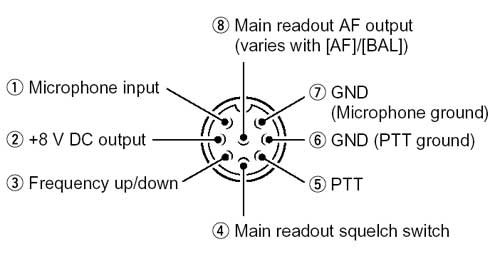 ⑧ Main readout AF output
(varies with [AF]/[BAL])
① Microphone input
⑦ GND
(Microphone ground)
② +8 V DC output
⑥ GND (PTT ground)
③ Frequency up/down
⑤ PTT
④ Main readout squelch switch